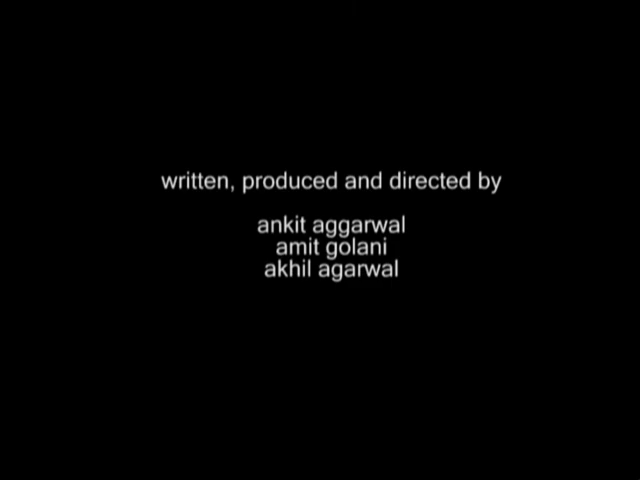 written, produced and directed by
ankit aggarwal
amit golani
akhil agarwal